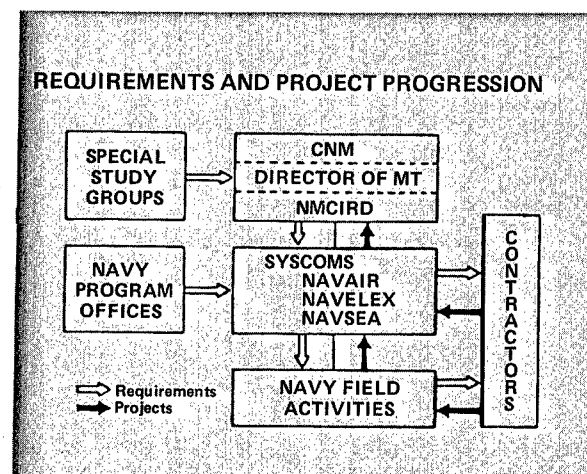 REQUIREMENTS AND PROJECT PROGRESSION
SPECIAL
STUDY
GROUPS
CNM
DIRECTOR OF MT
NMCIRD
NAVY
PROGRAM
OFFICES
SYSCOMS
NAVAIR
NAVELEX
NAVSEA
CONTRACTORS
NAVY FIELD
ACTIVITIES
Requirements
Projects